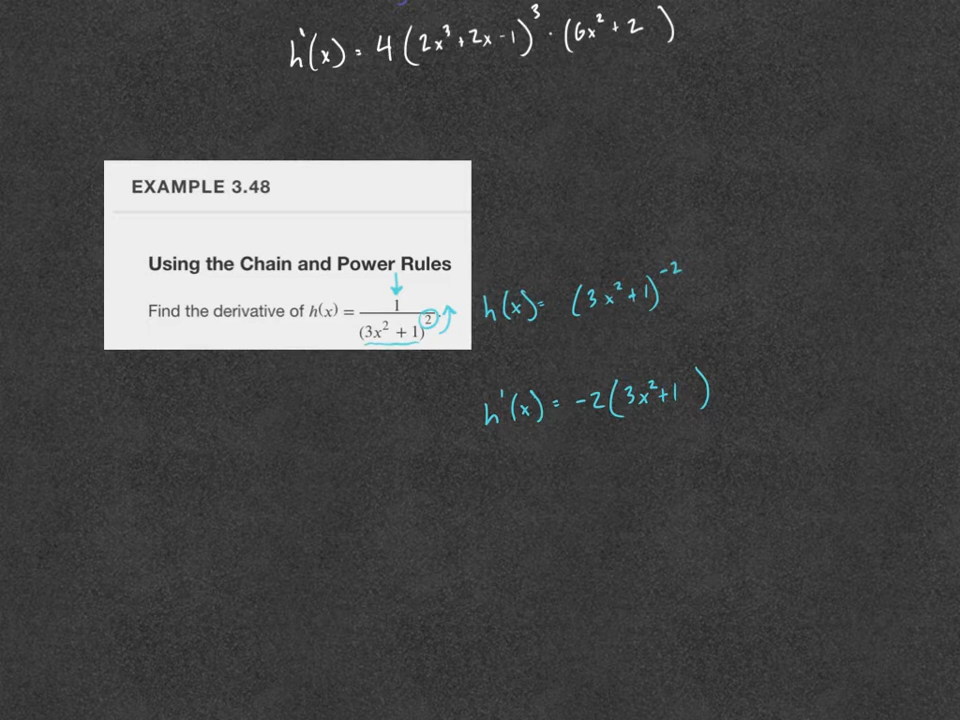 h'(x) = 4(2x³+2x-1)³ · (6x²+2)
EXAMPLE 3.48
Using the Chain and Power Rules
Find the derivative of h(x) = 1/(3x² + 1)².
h(x) = (3x²+1)⁻²
h'(x) = -2(3x²+1)